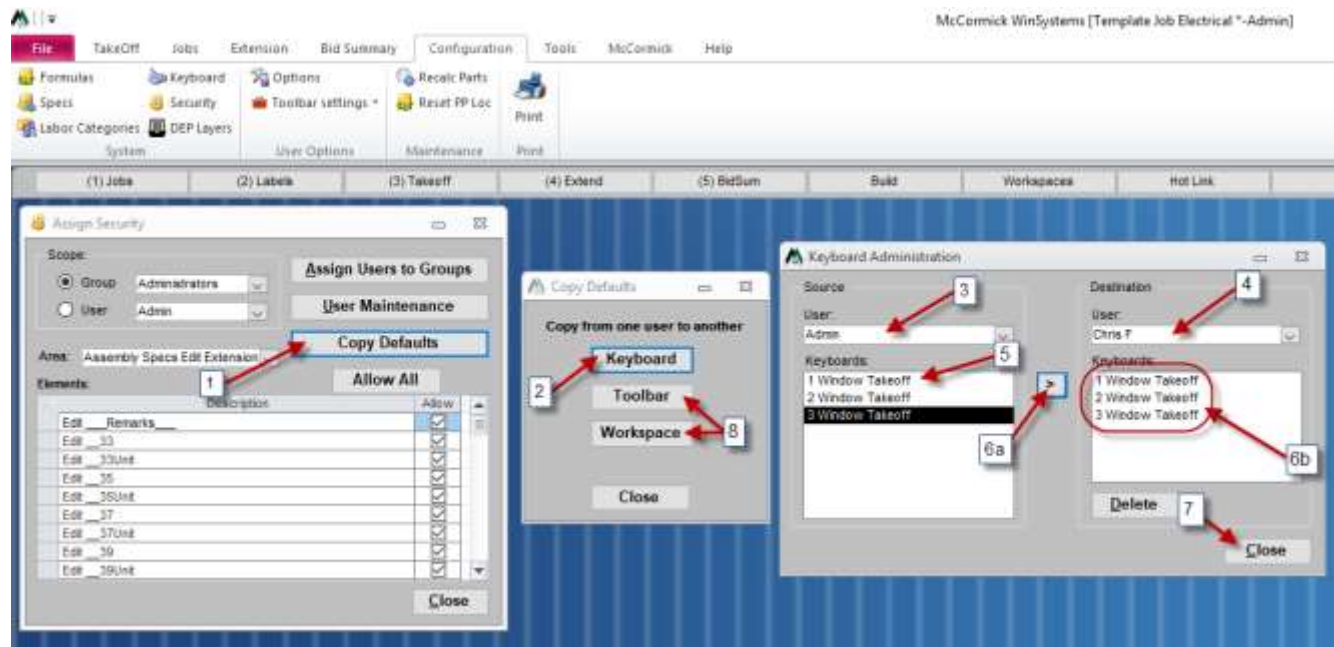 McCormick WinSystems [Template Job Electrical *-Admin]
File TakeOff Jobs Extension Bid Summary Configuration Tools McCormick Help
Formulas Keyboard Options Recalc Parts
Specs Security Toolbar settings Reset PP Loc
Labor Categories DEP Layers Print
System User Options Maintenance Print
(1) Jobs (2) Labels (3) Takeoff (4) Extend (5) BidSum Build Workspaces Hot Link
Assign Security
Scope:
Group Administrators
User Admin
Assign Users to Groups
User Maintenance
Copy Defaults
Allow All
Area: Assembly Specs Edit Extension
1
Elements:
Description Allow
Edit ___Remarks___
Edit __33
Edit __33Unit
Edit __35
Edit __35Unit
Edit __37
Edit __37Unit
Edit __39
Edit __39Unit
Close
Copy Defaults
Copy from one user to another
Keyboard
2
Toolbar
Workspace
8
Close
Keyboard Administration
Source
3
User:
Admin
5
Keyboards:
1 Window Takeoff
2 Window Takeoff
3 Window Takeoff
>
6a
Destination
4
User:
Chris F
Keyboards:
1 Window Takeoff
2 Window Takeoff
3 Window Takeoff
6b
Delete
7
Close